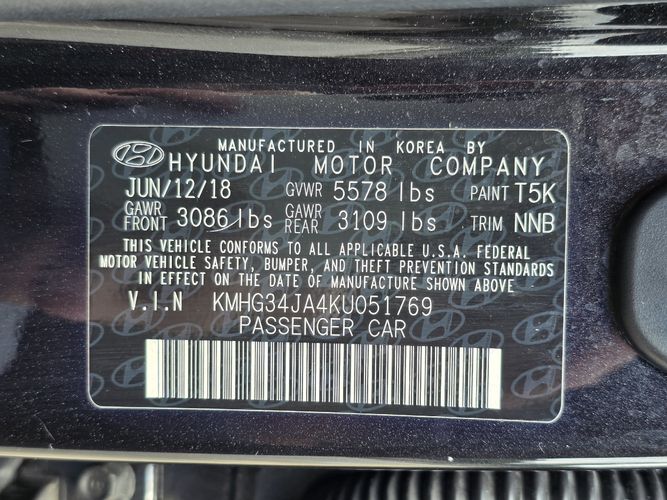 MANUFACTURED IN KOREA BY
HYUNDAI MOTOR COMPANY
JUN/12/18 GVWR 5578 lbs PAINT T5K
GAWR FRONT 3086 lbs GAWR REAR 3109 lbs TRIM NNB
THIS VEHICLE CONFORMS TO ALL APPLICABLE U.S.A. FEDERAL
MOTOR VEHICLE SAFETY, BUMPER, AND THEFT PREVENTION STANDARDS
IN EFFECT ON THE DATE OF MANUFACTURE SHOWN ABOVE
V.I.N KMHG34JA4KU051769
PASSENGER CAR